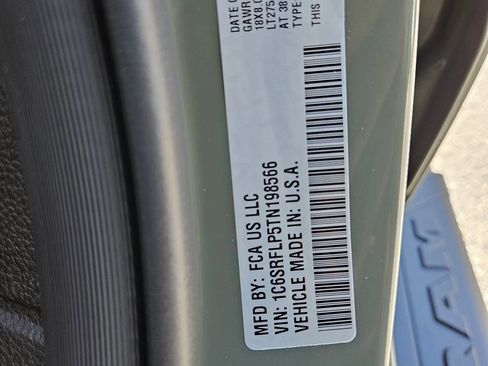 DATE O
GAWR
18X8.0
LT275
AT 38
TYPE
THIS
MFD BY: FCA US LLC
VIN: 1C6SRFLP5TN198566
VEHICLE MADE IN: U.S.A.
RAM